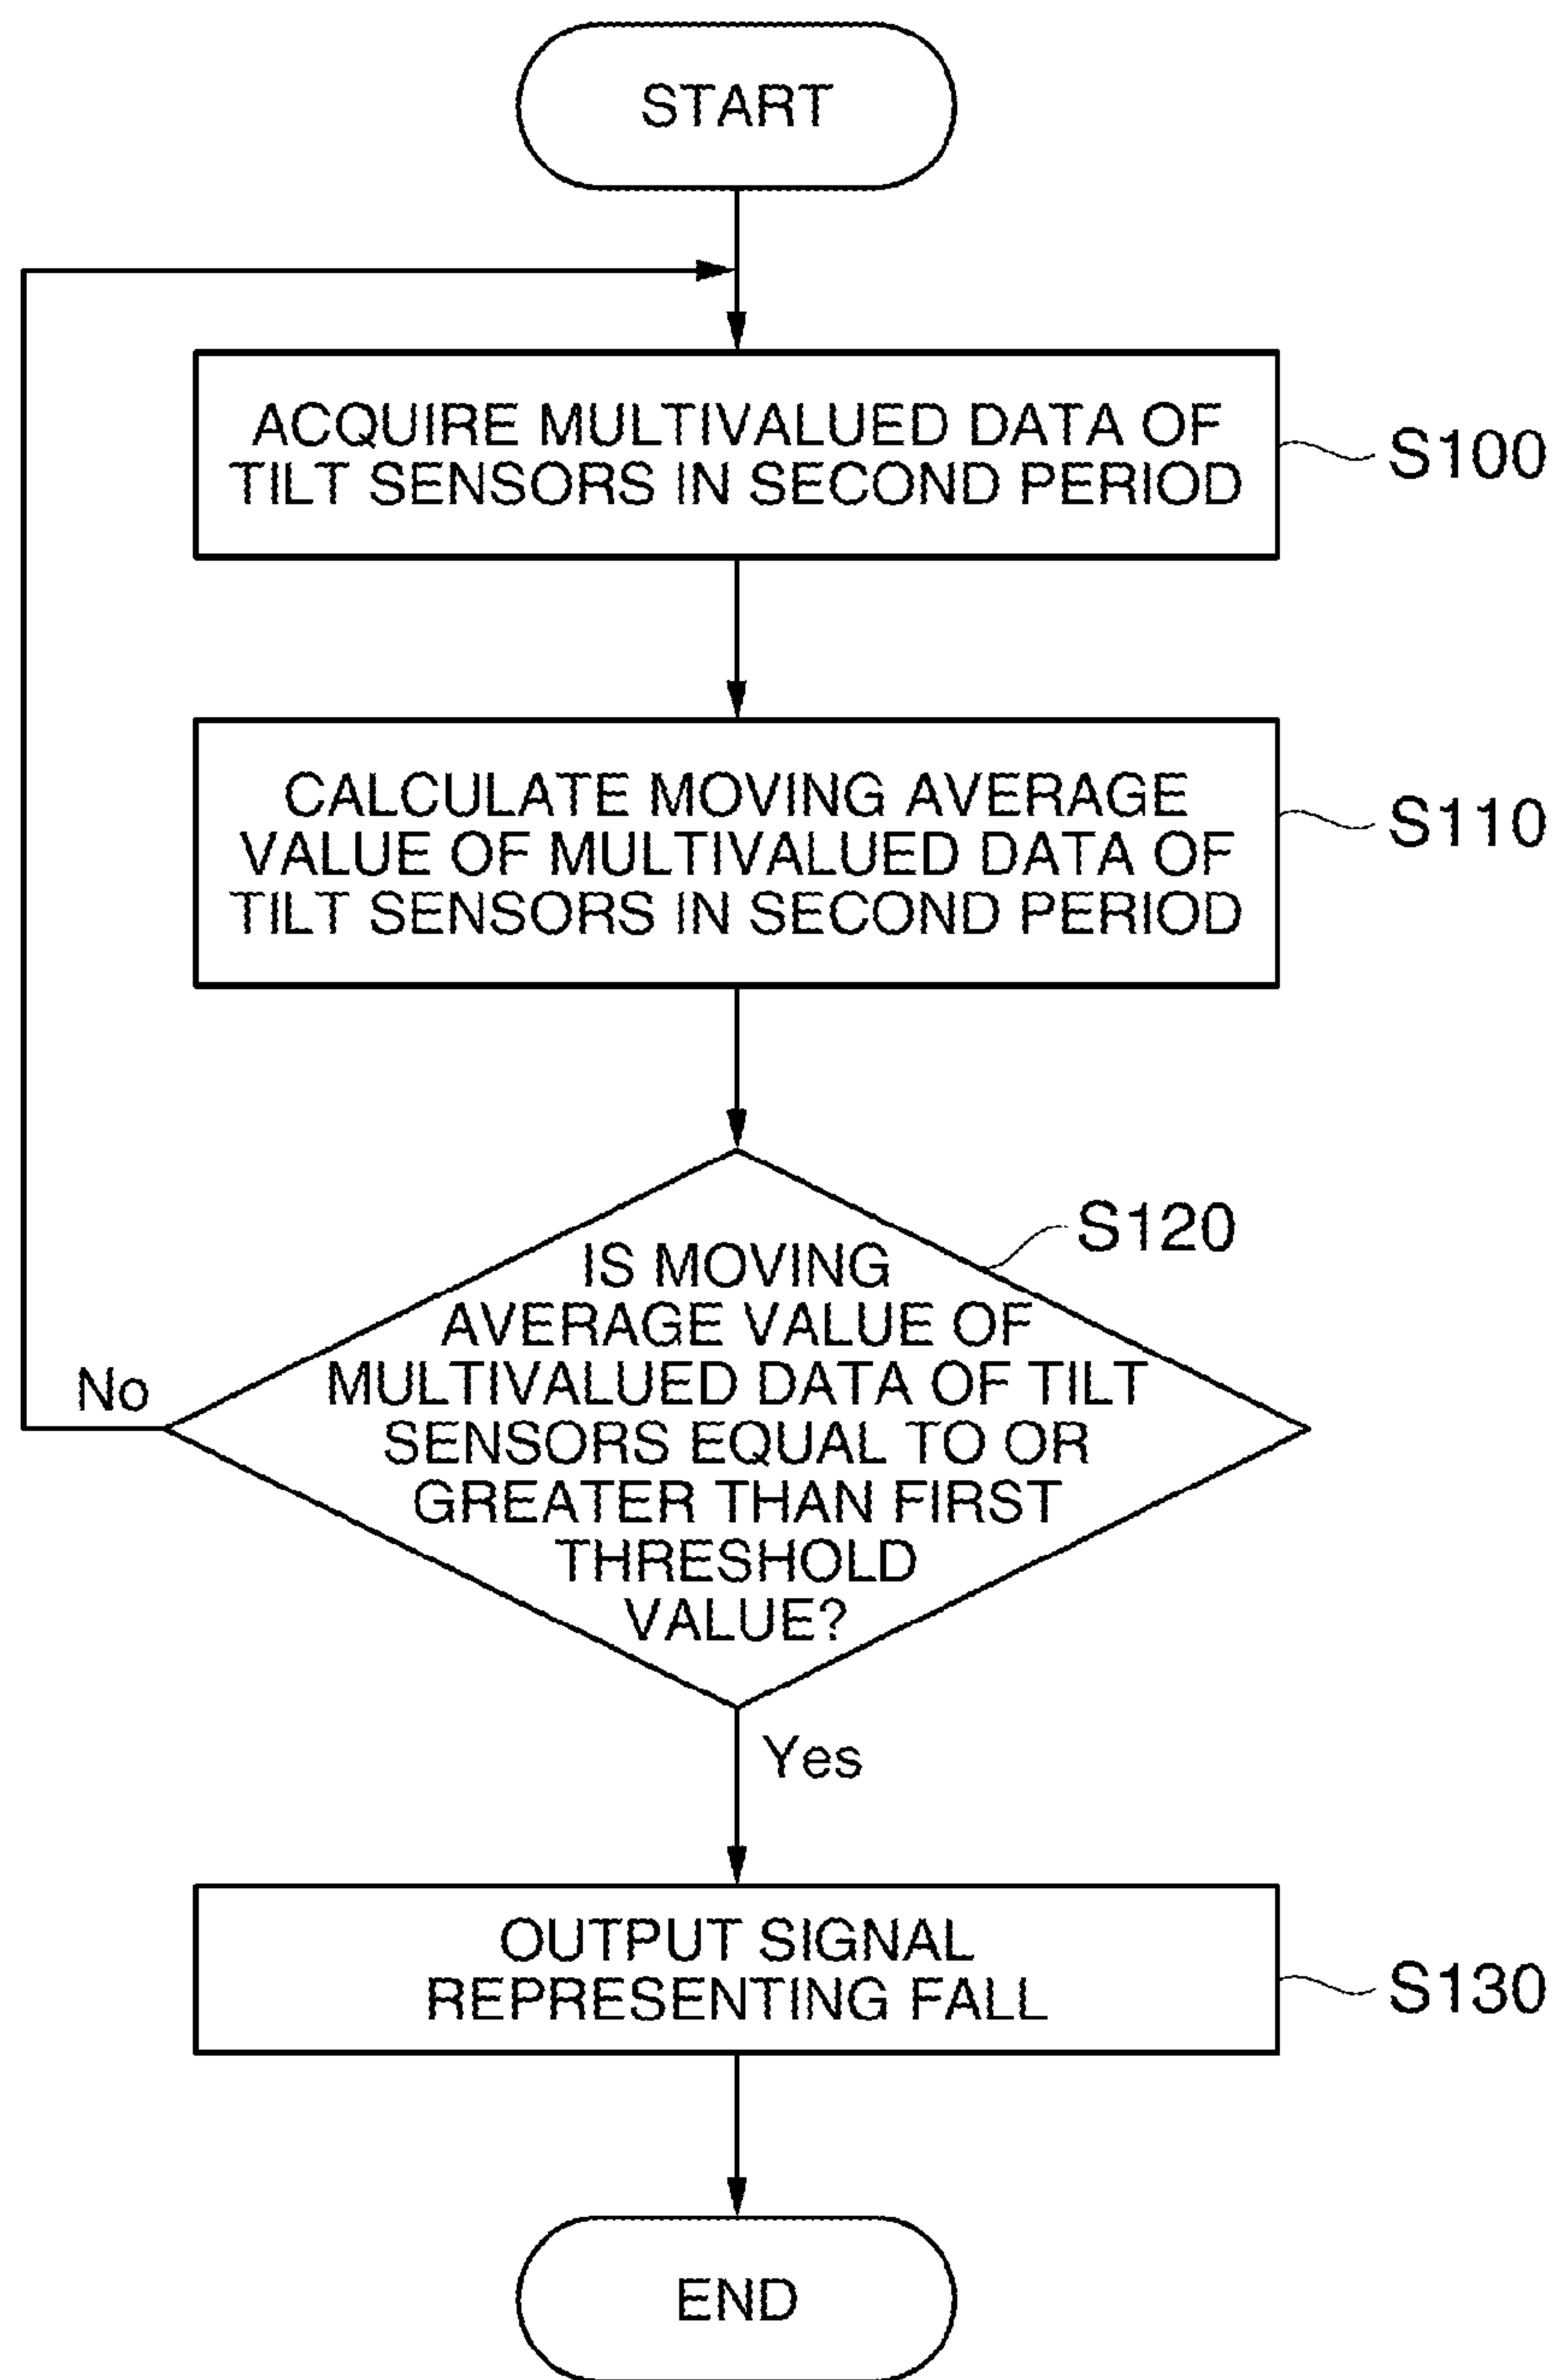 START
ACQUIRE MULTIVALUED DATA OF
TILT SENSORS IN SECOND PERIOD
S100
CALCULATE MOVING AVERAGE
VALUE OF MULTIVALUED DATA OF
TILT SENSORS IN SECOND PERIOD
S110
S120
IS MOVING
AVERAGE VALUE OF
MULTIVALUED DATA OF TILT
SENSORS EQUAL TO OR
GREATER THAN FIRST
THRESHOLD
VALUE?
No
Yes
OUTPUT SIGNAL
REPRESENTING FALL
S130
END